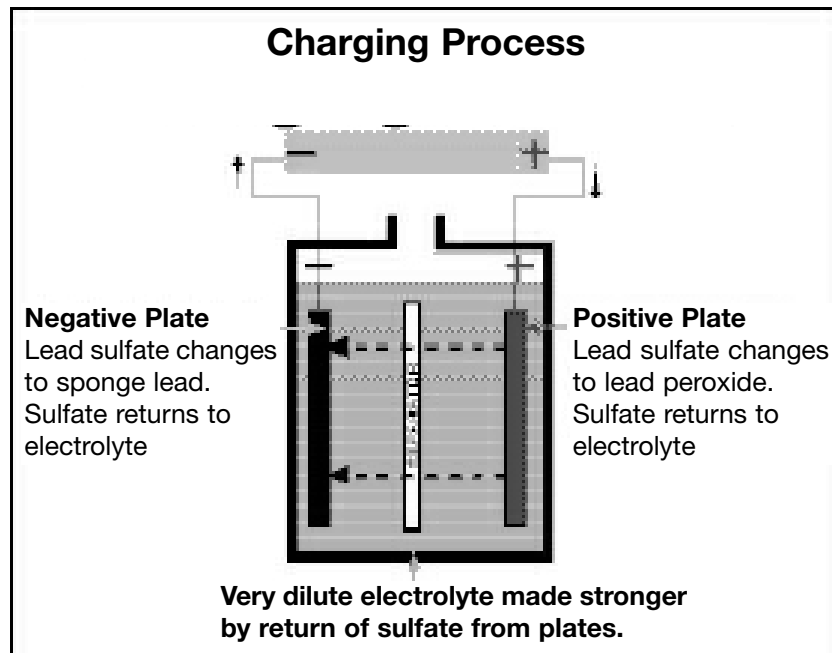 Charging Process
−
+
−
+
Negative Plate
Lead sulfate changes
to sponge lead.
Sulfate returns to
electrolyte
Positive Plate
Lead sulfate changes
to lead peroxide.
Sulfate returns to
electrolyte
Very dilute electrolyte made stronger
by return of sulfate from plates.